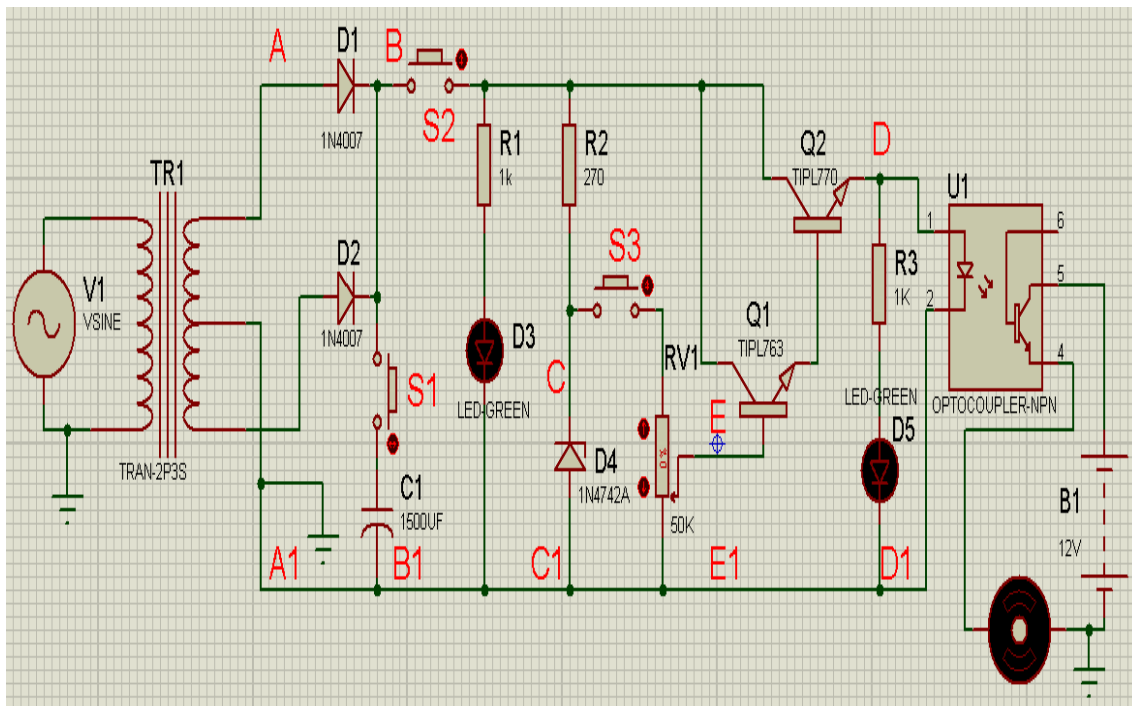 A
D1
B
1N4007
S2
R1
1k
R2
270
Q2
TIPL770
D
U1
TR1
1
6
V1
VSINE
D2
S3
R3
1K
5
2
1N4007
Q1
TIPL763
D3
RV1
4
S1
C
LED-GREEN
LED-GREEN
OPTOCOUPLER-NPN
E
D5
TRAN-2P3S
D4
0 %
1N4742A
C1
1500UF
50K
B1
12V
A1
B1
C1
E1
D1